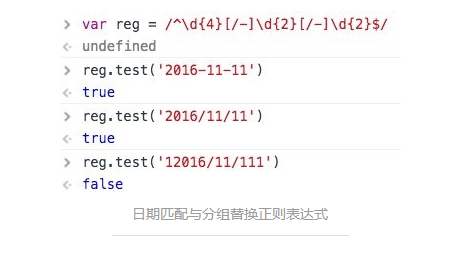 > var reg = /^\d{4}[/-]\d{2}[/-]\d{2}$/
< undefined
> reg.test('2016-11-11')
< true
> reg.test('2016/11/11')
< true
> reg.test('12016/11/111')
< false
日期匹配与分组替换正则表达式